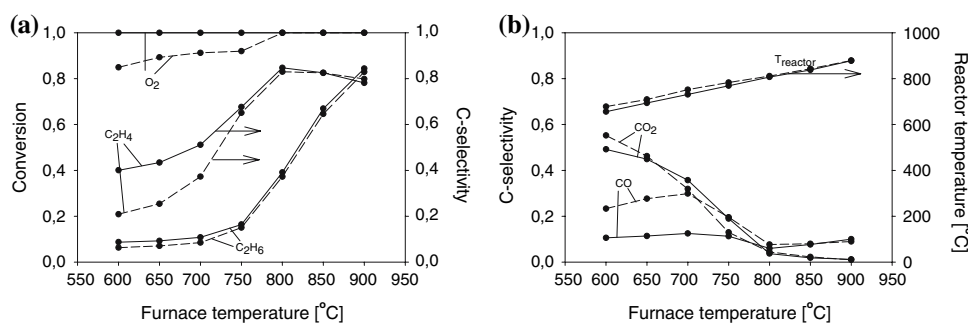 (a)
1,0
0,8
0,6
0,4
0,2
0,0
Conversion
O2
C2H4
C2H6
1,0
0,8
0,6
0,4
0,2
0,0
C-selectivity
600 650 700 750 800 850 900 950
Furnace temperature [°C]
(b)
1,0
0,8
0,6
0,4
0,2
0,0
C-selectivity
Treactor
CO2
CO
1000
800
600
400
200
0
Reactor temperature [°C]
600 650 700 750 800 850 900 950
Furnace temperature [°C]